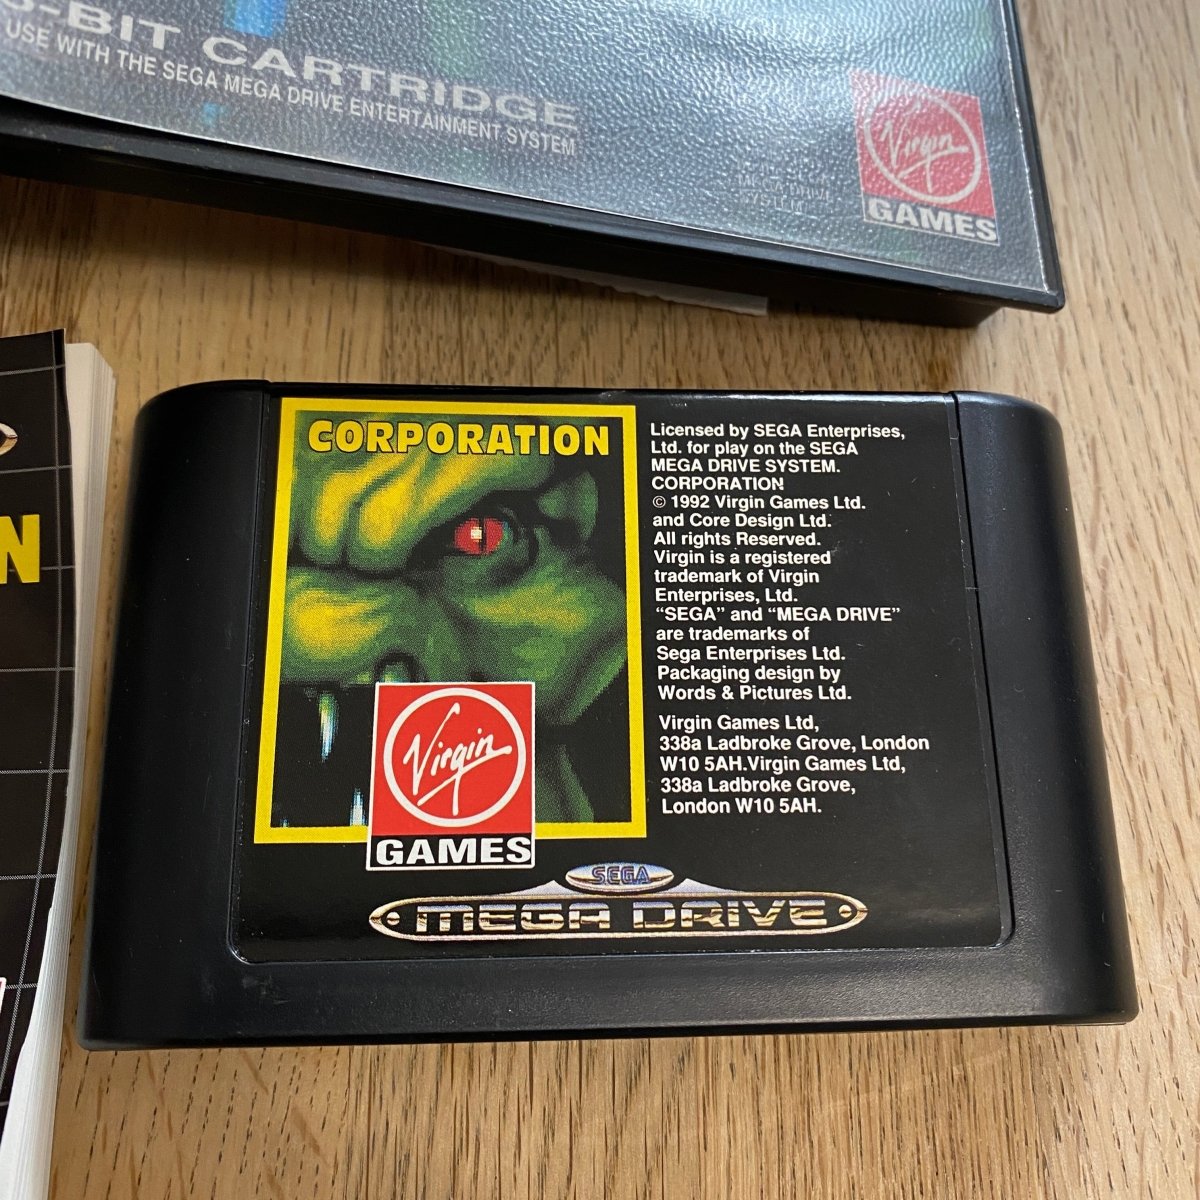 -BIT CARTRIDGE
USE WITH THE SEGA MEGA DRIVE ENTERTAINMENT SYSTEM
MEGA DRIVE
SYSTEM
Virgin
GAMES
N
CORPORATION
Virgin
GAMES
Licensed by SEGA Enterprises,
Ltd. for play on the SEGA
MEGA DRIVE SYSTEM.
CORPORATION
© 1992 Virgin Games Ltd.
and Core Design Ltd.
All rights Reserved.
Virgin is a registered
trademark of Virgin
Enterprises, Ltd.
“SEGA” and “MEGA DRIVE”
are trademarks of
Sega Enterprises Ltd.
Packaging design by
Words & Pictures Ltd.
Virgin Games Ltd,
338a Ladbroke Grove, London
W10 5AH.Virgin Games Ltd,
338a Ladbroke Grove,
London W10 5AH.
SEGA
MEGA DRIVE